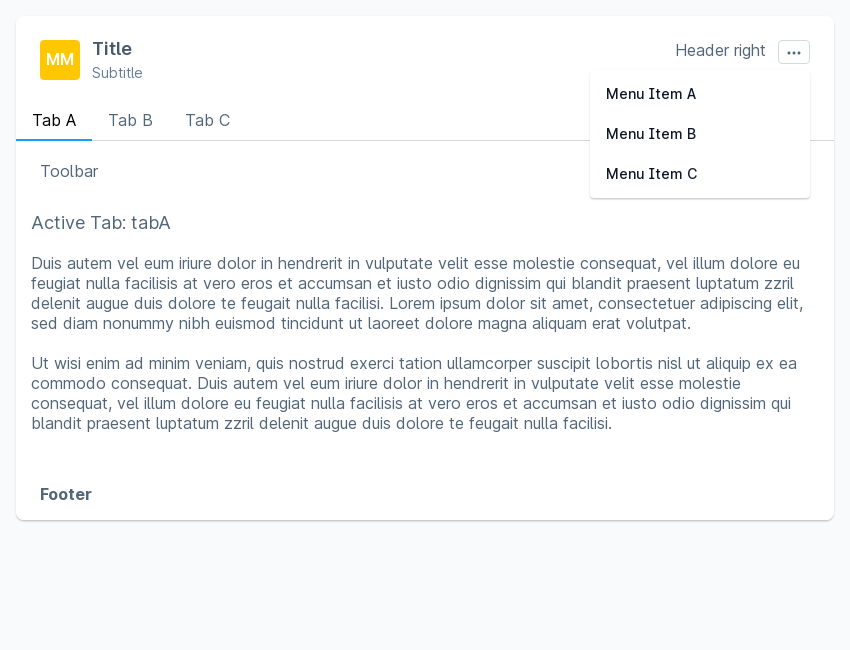 MM
Title
Subtitle
Header right
Menu Item A
Menu Item B
Menu Item C
Tab A
Tab B
Tab C
Toolbar
Active Tab: tabA
Duis autem vel eum iriure dolor in hendrerit in vulputate velit esse molestie consequat, vel illum dolore eu
feugiat nulla facilisis at vero eros et accumsan et iusto odio dignissim qui blandit praesent luptatum zzril
delenit augue duis dolore te feugait nulla facilisi. Lorem ipsum dolor sit amet, consectetuer adipiscing elit,
sed diam nonummy nibh euismod tincidunt ut laoreet dolore magna aliquam erat volutpat.
Ut wisi enim ad minim veniam, quis nostrud exerci tation ullamcorper suscipit lobortis nisl ut aliquip ex ea
commodo consequat. Duis autem vel eum iriure dolor in hendrerit in vulputate velit esse molestie
consequat, vel illum dolore eu feugiat nulla facilisis at vero eros et accumsan et iusto odio dignissim qui
blandit praesent luptatum zzril delenit augue duis dolore te feugait nulla facilisi.
Footer